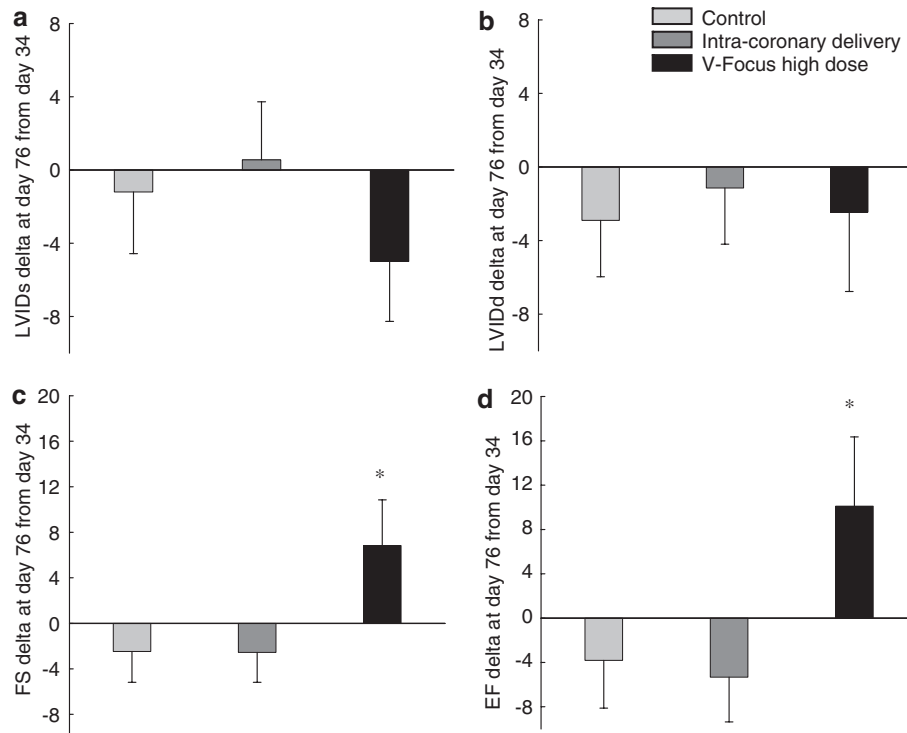 a
8
4
0
-4
-8
LVIDs delta at day 76 from day 34
b
8
4
0
-4
-8
LVIDd delta at day 76 from day 34
Control
Intra-coronary delivery
V-Focus high dose
c
20
16
12
8
4
0
-4
-8
FS delta at day 76 from day 34
*
d
20
16
12
8
4
0
-4
-8
EF delta at day 76 from day 34
*